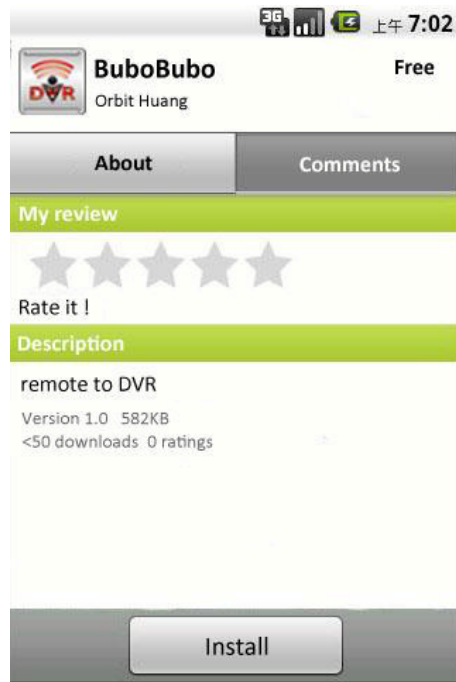 3G 上午 7:02
DVR
BuboBubo Free
Orbit Huang
About Comments
My review
Rate it !
Description
remote to DVR
Version 1.0 582KB
<50 downloads 0 ratings
Install